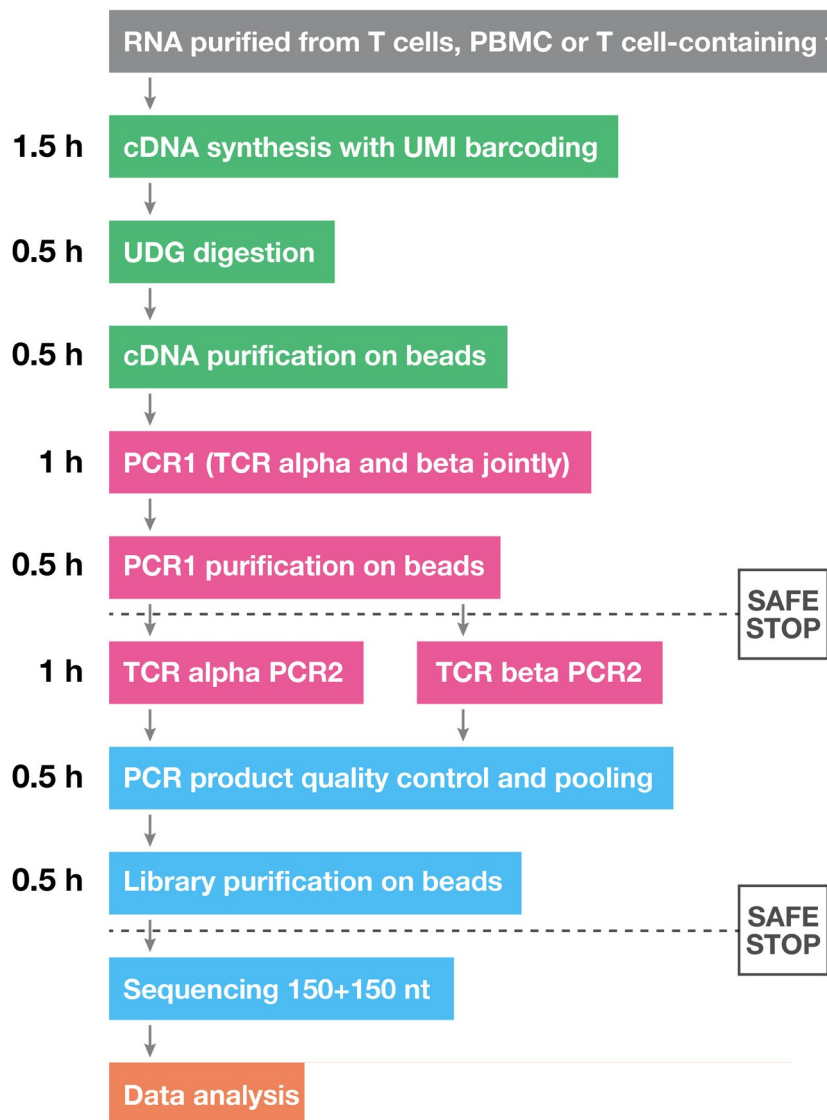 RNA purified from T cells, PBMC or T cell-containing
1.5 h cDNA synthesis with UMI barcoding
0.5 h UDG digestion
0.5 h cDNA purification on beads
1 h PCR1 (TCR alpha and beta jointly)
0.5 h PCR1 purification on beads
SAFE
STOP
1 h TCR alpha PCR2 TCR beta PCR2
0.5 h PCR product quality control and pooling
0.5 h Library purification on beads
SAFE
STOP
Sequencing 150+150 nt
Data analysis